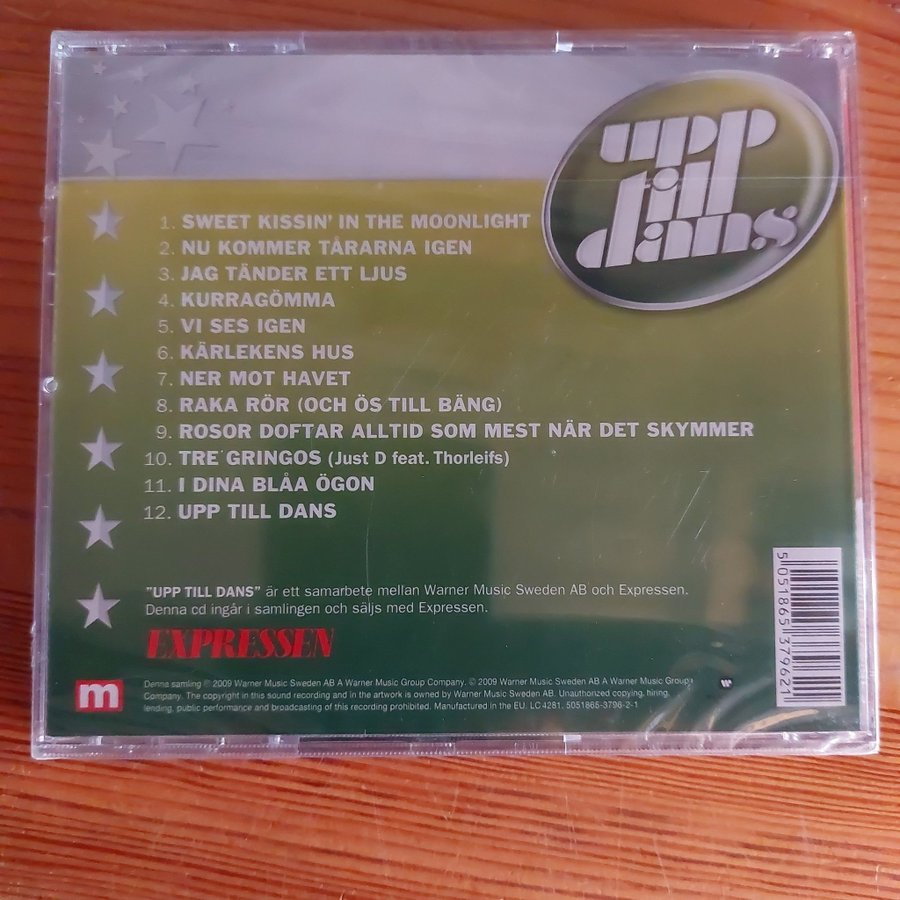 upp
till
dans
1. SWEET KISSIN' IN THE MOONLIGHT
2. NU KOMMER TÅRARNA IGEN
3. JAG TÄNDER ETT LJUS
4. KURRAGÖMMA
5. VI SES IGEN
6. KÄRLEKENS HUS
7. NER MOT HAVET
8. RAKA RÖR (OCH ÖS TILL BÄNG)
9. ROSOR DOFTAR ALLTID SOM MEST NÄR DET SKYMMER
10. TRE GRINGOS (Just D feat. Thorleifs)
11. I DINA BLÅA ÖGON
12. UPP TILL DANS
"UPP TILL DANS" är ett samarbete mellan Warner Music Sweden AB och Expressen.
Denna cd ingår i samlingen och säljs med Expressen.
EXPRESSEN
m
Denna samling ℗ 2009 Warner Music Sweden AB A Warner Music Group Company. © 2009 Warner Music Sweden AB A Warner Music Group
Company. The copyright in this sound recording and in the artwork is owned by Warner Music Sweden AB. Unauthorized copying, hiring,
lending, public performance and broadcasting of this recording prohibited. Manufactured in the EU. LC 4281. 5051865-3796-2-1
5 051865 379621